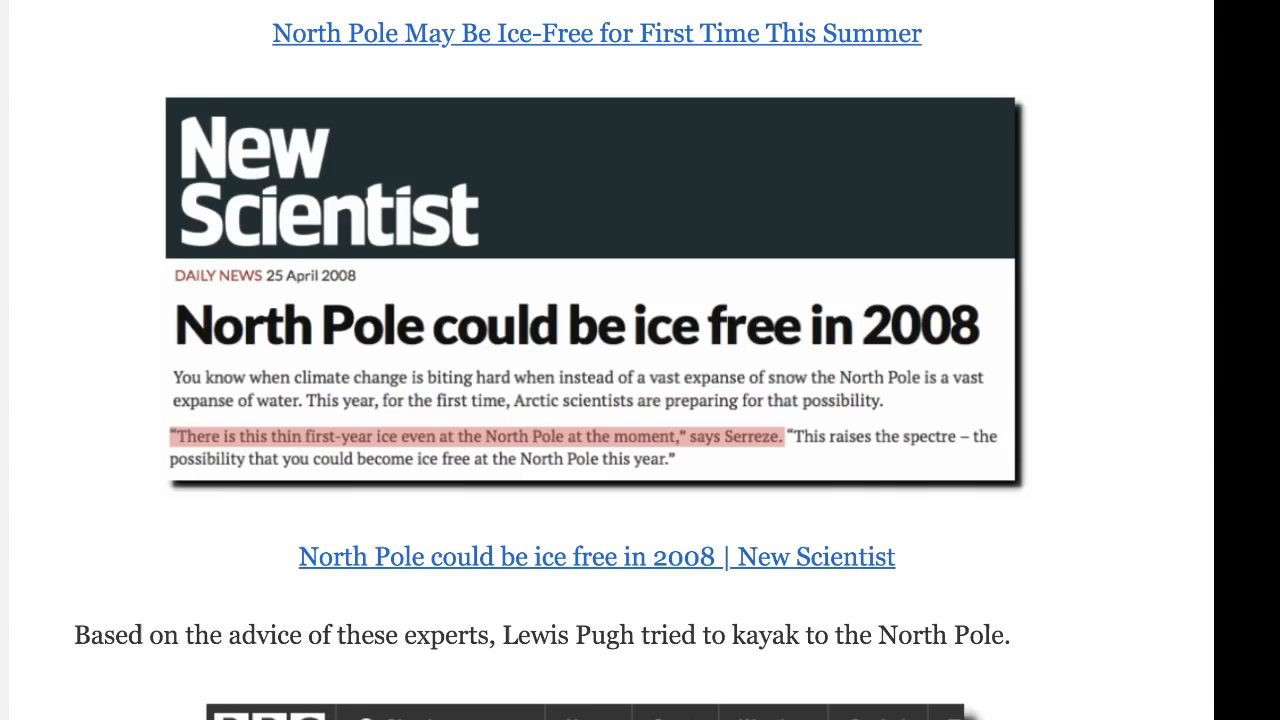 North Pole May Be Ice-Free for First Time This Summer
New
Scientist
DAILY NEWS 25 April 2008
North Pole could be ice free in 2008
You know when climate change is biting hard when instead of a vast expanse of snow the North Pole is a vast
expanse of water. This year, for the first time, Arctic scientists are preparing for that possibility.
“There is this thin first-year ice even at the North Pole at the moment,” says Serreze. “This raises the spectre – the
possibility that you could become ice free at the North Pole this year.”
North Pole could be ice free in 2008 | New Scientist
Based on the advice of these experts, Lewis Pugh tried to kayak to the North Pole.
BBC